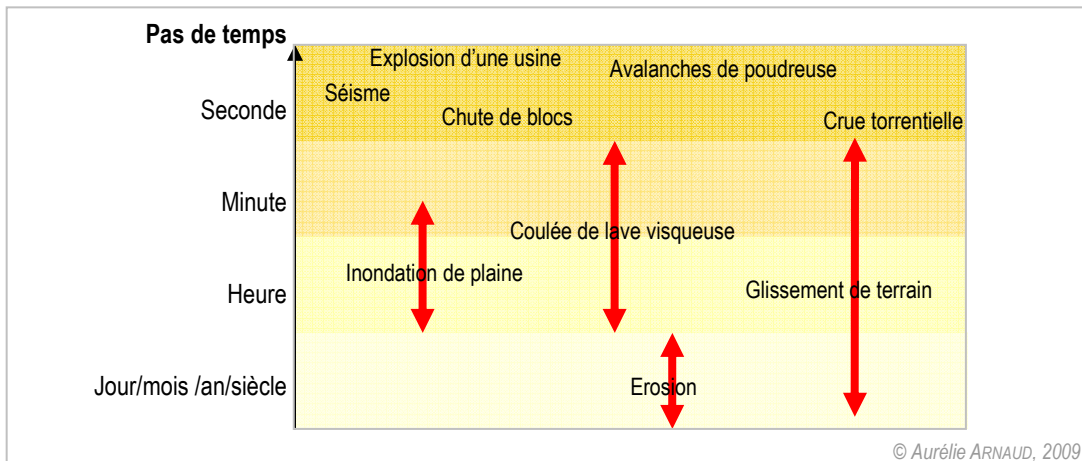 Pas de temps
Explosion d’une usine
Avalanches de poudreuse
Séisme
Seconde
Chute de blocs
Crue torrentielle
Minute
Coulée de lave visqueuse
Inondation de plaine
Heure
Glissement de terrain
Jour/mois /an/siècle
Erosion
© Aurélie ARNAUD, 2009